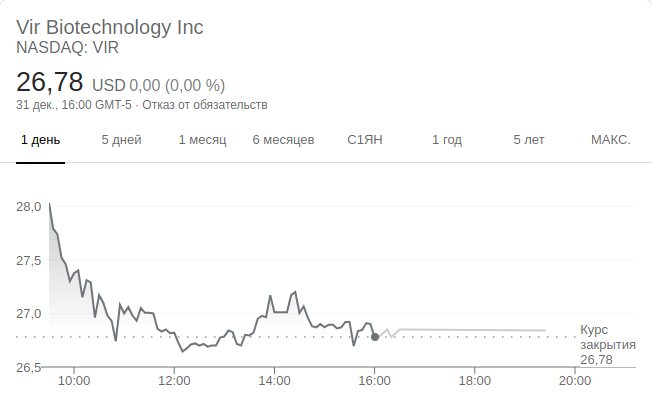 Vir Biotechnology Inc
NASDAQ: VIR
26,78 USD 0,00 (0,00 %)
31 дек., 16:00 GMT-5 · Отказ от обязательств
1 день 5 дней 1 месяц 6 месяцев С1ЯН 1 год 5 лет МАКС.
28,0
27,5
27,0
26,5
Курс
закрытия
26,78
10:00 12:00 14:00 16:00 18:00 20:00